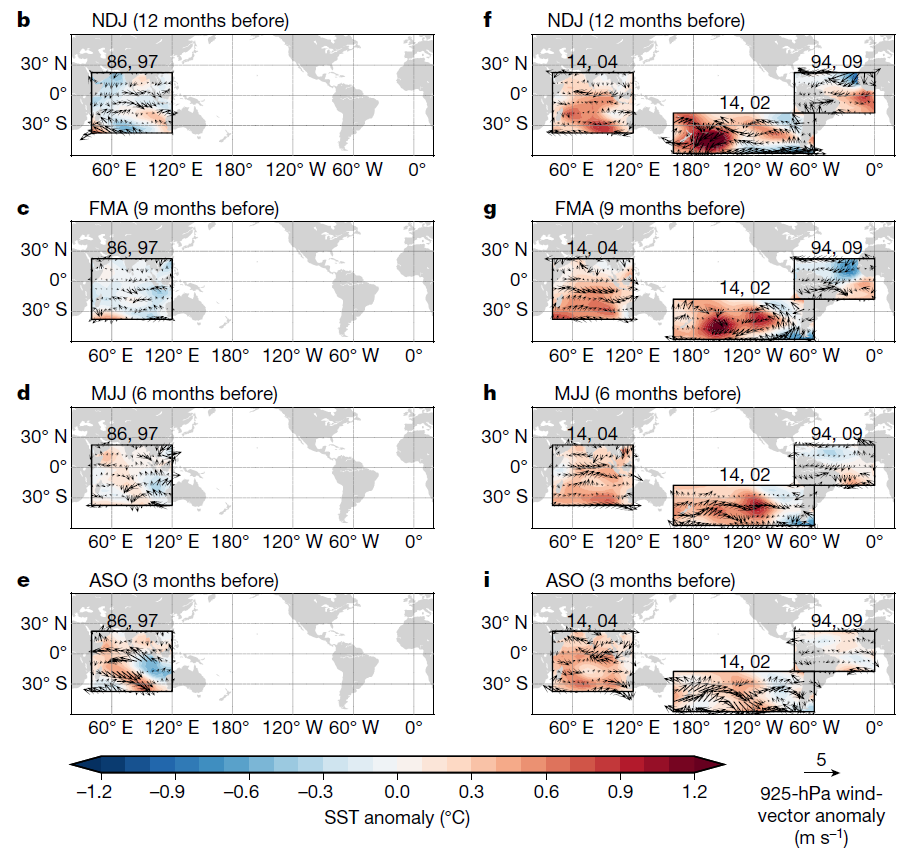 b NDJ (12 months before)
86, 97
30° N
0°
30° S
60° E 120° E 180° 120° W 60° W 0°
f NDJ (12 months before)
14, 04
94, 09
14, 02
30° N
0°
30° S
60° E 120° E 180° 120° W 60° W 0°
c FMA (9 months before)
86, 97
30° N
0°
30° S
60° E 120° E 180° 120° W 60° W 0°
g FMA (9 months before)
14, 04
94, 09
14, 02
30° N
0°
30° S
60° E 120° E 180° 120° W 60° W 0°
d MJJ (6 months before)
86, 97
30° N
0°
30° S
60° E 120° E 180° 120° W 60° W 0°
h MJJ (6 months before)
14, 04
94, 09
14, 02
30° N
0°
30° S
60° E 120° E 180° 120° W 60° W 0°
e ASO (3 months before)
86, 97
30° N
0°
30° S
60° E 120° E 180° 120° W 60° W 0°
i ASO (3 months before)
14, 04
94, 09
14, 02
30° N
0°
30° S
60° E 120° E 180° 120° W 60° W 0°
−1.2 −0.9 −0.6 −0.3 0.0 0.3 0.6 0.9 1.2
SST anomaly (°C)
5
925-hPa wind-
vector anomaly
(m s⁻¹)